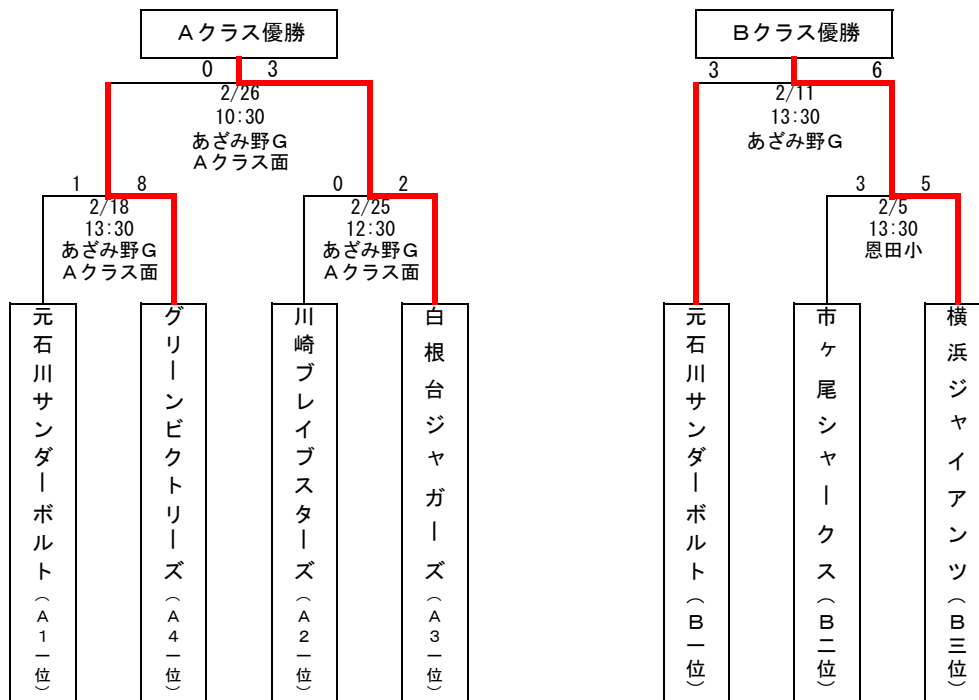 Aクラス優勝
0 3
2/26
10:30
あざみ野G
Aクラス面
1 8
2/18
13:30
あざみ野G
Aクラス面
0 2
2/25
12:30
あざみ野G
Aクラス面
元石川サンダーボルト(A1一位)
グリーンビクトリーズ(A4一位)
川崎ブレイブスターズ(A2一位)
白根台ジャガーズ(A3一位)
Bクラス優勝
3 6
2/11
13:30
あざみ野G
3 5
2/5
13:30
恩田小
元石川サンダーボルト(B一位)
市ヶ尾シャークス(B二位)
横浜ジャイアンツ(B三位)